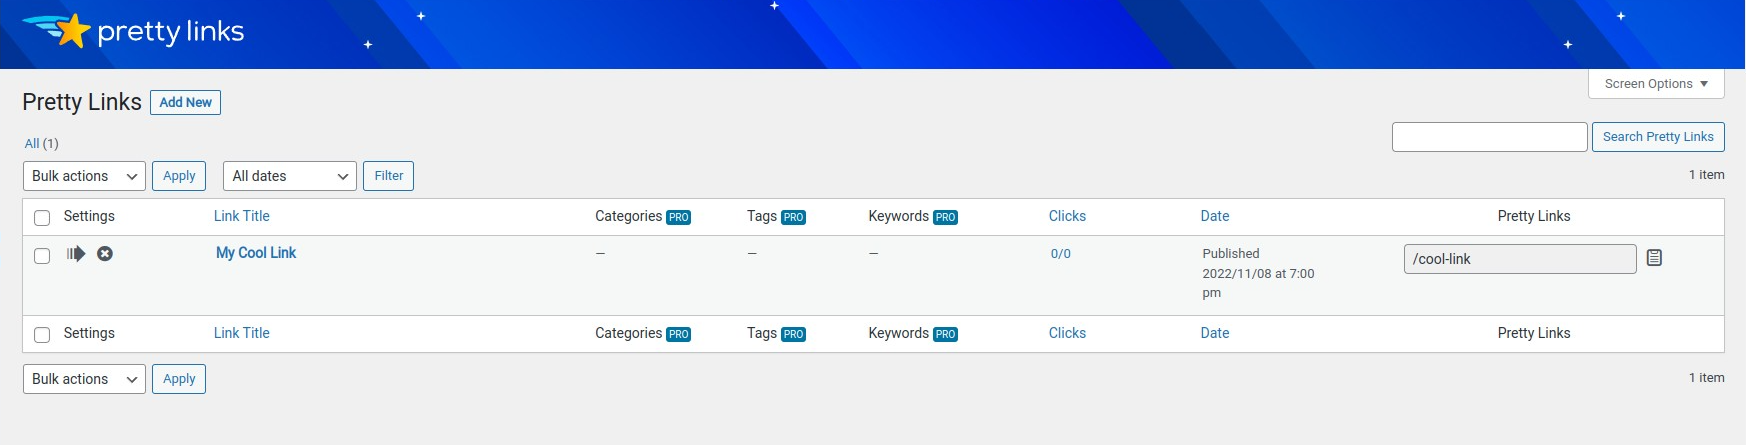 pretty links
Screen Options
Pretty Links Add New
All (1) Search Pretty Links
Bulk actions Apply All dates Filter 1 item
Settings Link Title Categories PRO Tags PRO Keywords PRO Clicks Date Pretty Links
My Cool Link — — — 0/0 Published /cool-link
2022/11/08 at 7:00
pm
Settings Link Title Categories PRO Tags PRO Keywords PRO Clicks Date Pretty Links
Bulk actions Apply 1 item